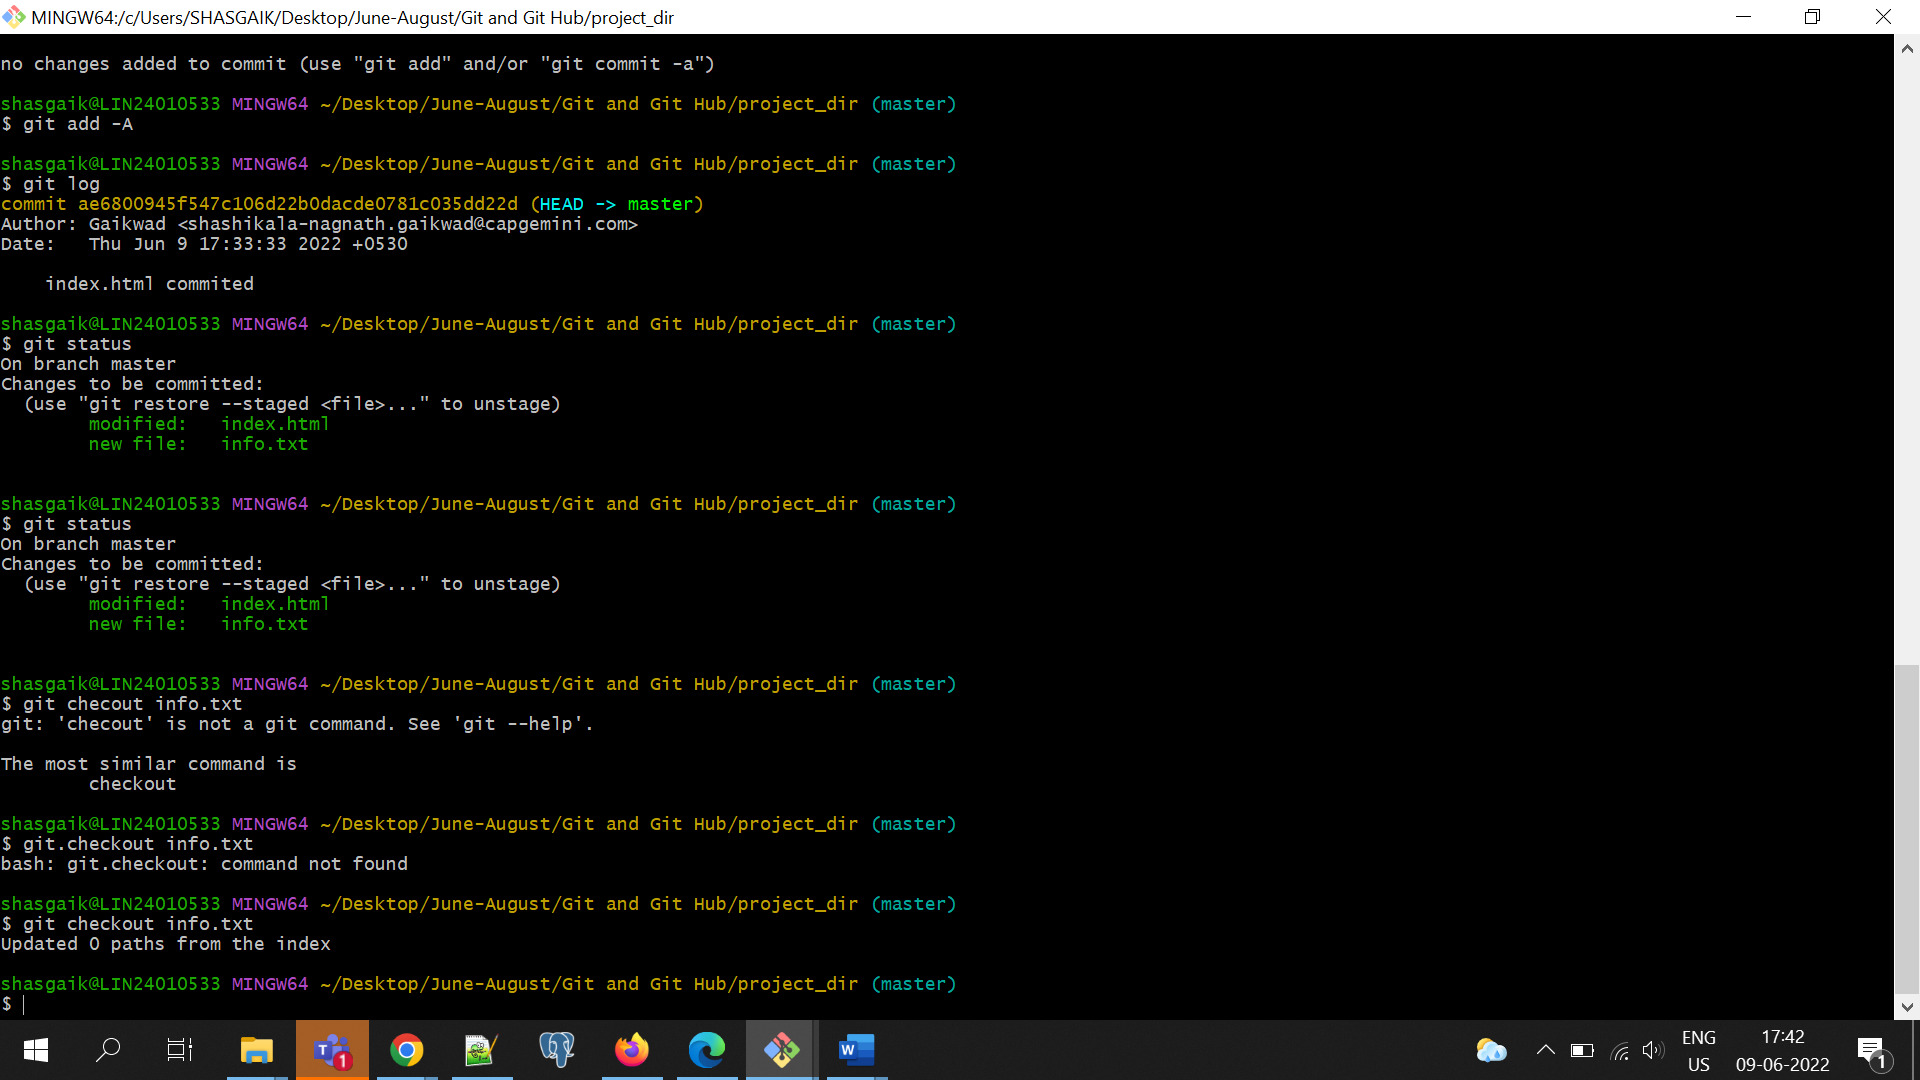 MINGW64:/c/Users/SHASGAIK/Desktop/June-August/Git and Git Hub/project_dir
no changes added to commit (use "git add" and/or "git commit -a")
shasgaik@LIN24010533 MINGW64 ~/Desktop/June-August/Git and Git Hub/project_dir (master)
$ git add -A
shasgaik@LIN24010533 MINGW64 ~/Desktop/June-August/Git and Git Hub/project_dir (master)
$ git log
commit ae6800945f547c106d22b0dacde0781c035dd22d (HEAD -> master)
Author: Gaikwad <shashikala-nagnath.gaikwad@capgemini.com>
Date:   Thu Jun 9 17:33:33 2022 +0530
    index.html commited
shasgaik@LIN24010533 MINGW64 ~/Desktop/June-August/Git and Git Hub/project_dir (master)
$ git status
On branch master
Changes to be committed:
  (use "git restore --staged <file>..." to unstage)
        modified:   index.html
        new file:   info.txt
shasgaik@LIN24010533 MINGW64 ~/Desktop/June-August/Git and Git Hub/project_dir (master)
$ git status
On branch master
Changes to be committed:
  (use "git restore --staged <file>..." to unstage)
        modified:   index.html
        new file:   info.txt
shasgaik@LIN24010533 MINGW64 ~/Desktop/June-August/Git and Git Hub/project_dir (master)
$ git checout info.txt
git: 'checout' is not a git command. See 'git --help'.
The most similar command is
        checkout
shasgaik@LIN24010533 MINGW64 ~/Desktop/June-August/Git and Git Hub/project_dir (master)
$ git.checkout info.txt
bash: git.checkout: command not found
shasgaik@LIN24010533 MINGW64 ~/Desktop/June-August/Git and Git Hub/project_dir (master)
$ git checkout info.txt
Updated 0 paths from the index
shasgaik@LIN24010533 MINGW64 ~/Desktop/June-August/Git and Git Hub/project_dir (master)
$
T
1
W
ENG
US
17:42
09-06-2022
1